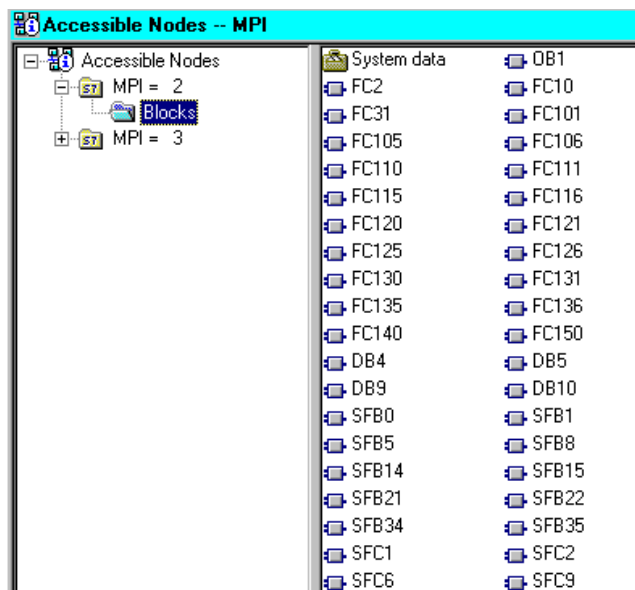 Accessible Nodes -- MPI
Accessible Nodes
MPI = 2
Blocks
MPI = 3
System data OB1
FC2 FC10
FC31 FC101
FC105 FC106
FC110 FC111
FC115 FC116
FC120 FC121
FC125 FC126
FC130 FC131
FC135 FC136
FC140 FC150
DB4 DB5
DB9 DB10
SFB0 SFB1
SFB5 SFB8
SFB14 SFB15
SFB21 SFB22
SFB34 SFB35
SFC1 SFC2
SFC6 SFC9